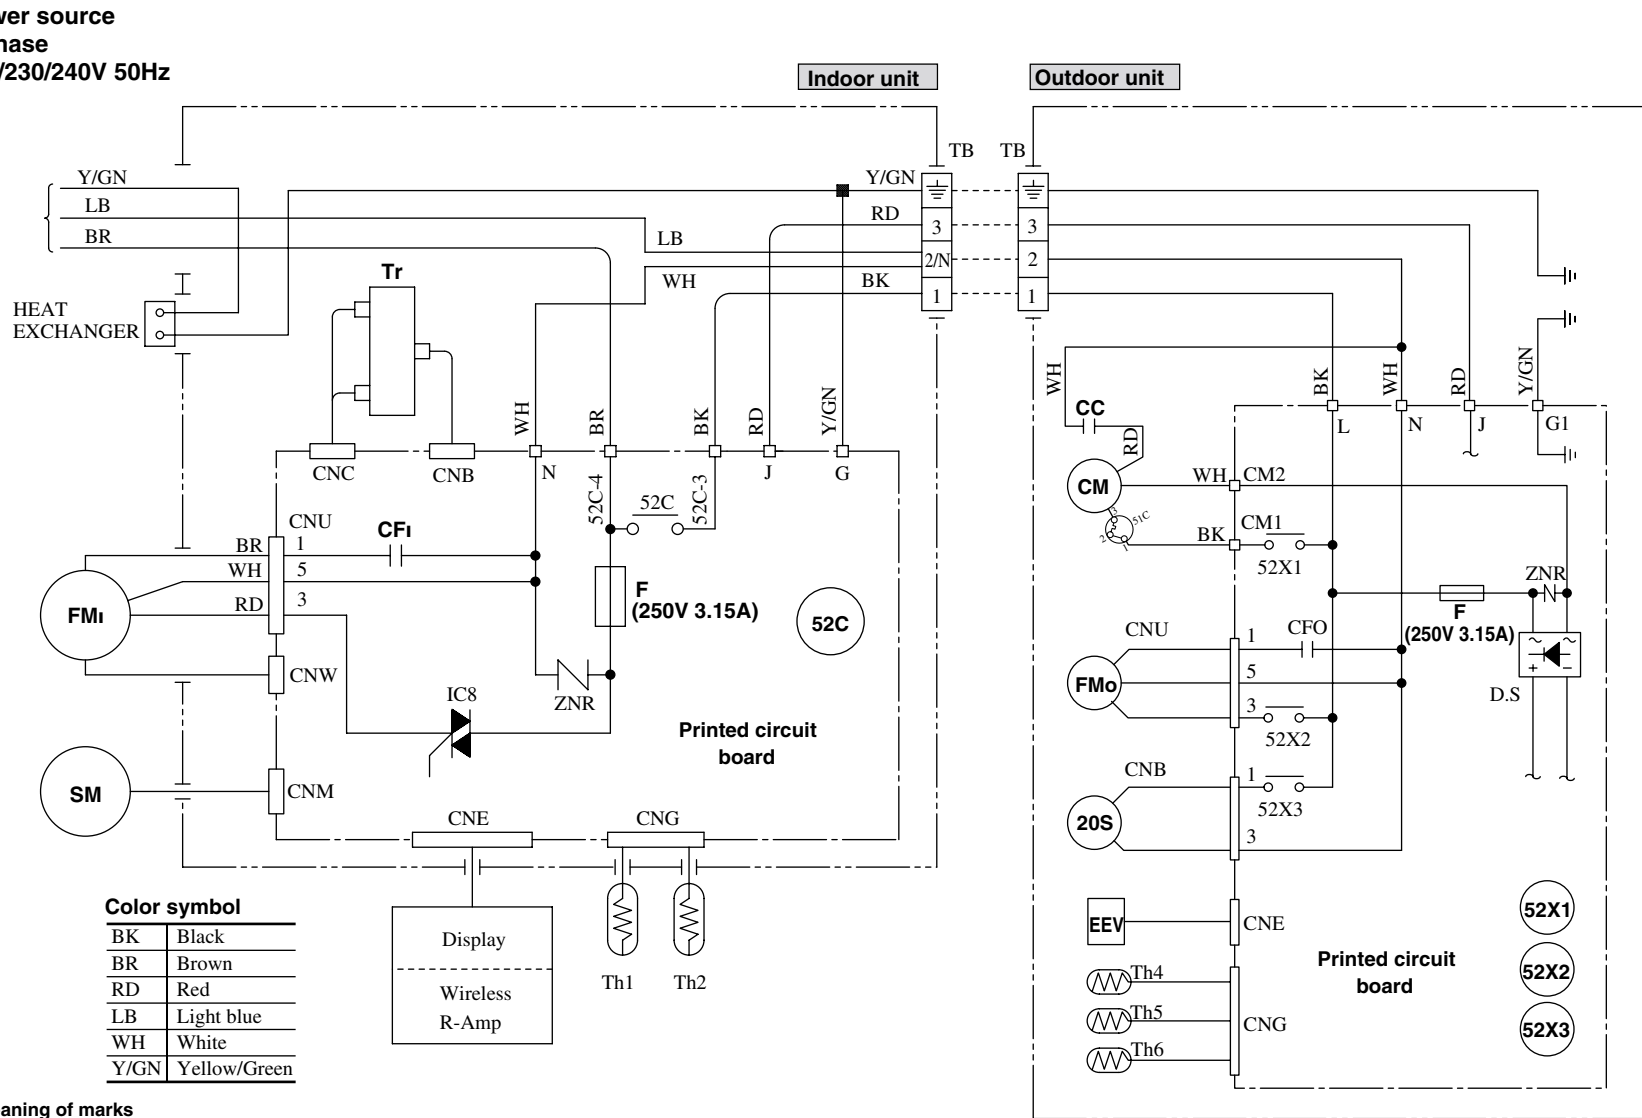 wer source
hase
/230/240V 50Hz
Indoor unit
Outdoor unit
TB
TB
Y/GN
LB
BR
Y/GN
RD
LB
WH
BK
3
2/N
1
3
2
1
HEAT
EXCHANGER
Tr
CNC
CNB
WH
BR
BK
RD
Y/GN
N
52C-4
52C
52C-3
J
G
CNU
BR
1
CFı
WH
5
RD
3
FMı
CNW
F
(250V 3.15A)
52C
ZNR
IC8
Printed circuit
board
SM
CNM
CNE
CNG
Display
Wireless
R-Amp
Th1
Th2
WH
CC
RD
CM
51C
3
2
1
BK
WH
RD
Y/GN
L
N
J
G1
WH
CM2
BK
CM1
52X1
ZNR
F
(250V 3.15A)
D.S
CNU
1
CFO
FMo
5
3
52X2
CNB
1
52X3
20S
3
EEV
CNE
Th4
Th5
Th6
CNG
Printed circuit
board
52X1
52X2
52X3
Color symbol
BK Black
BR Brown
RD Red
LB Light blue
WH White
Y/GN Yellow/Green
aning of marks